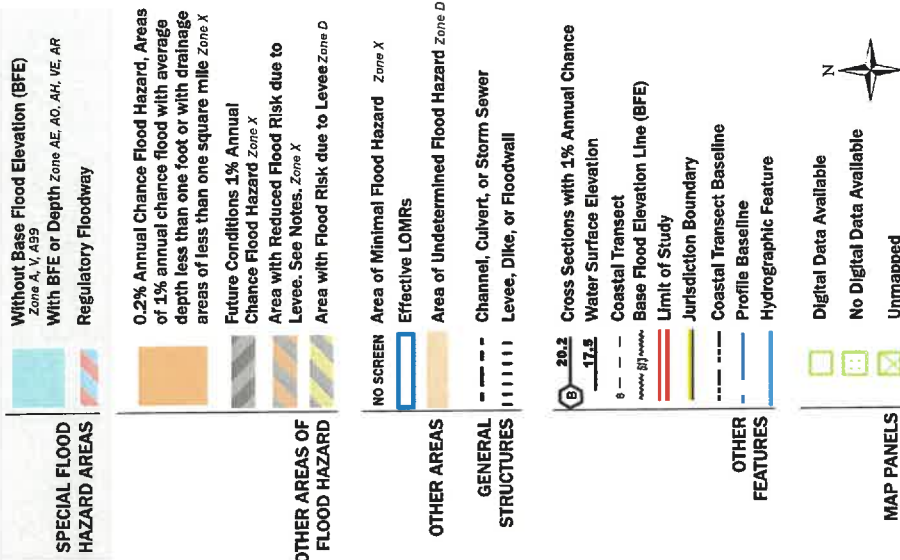 SPECIAL FLOOD
HAZARD AREAS
Without Base Flood Elevation (BFE)
Zone A, V, A99
With BFE or Depth Zone AE, AO, AH, VE, AR
Regulatory Floodway
OTHER AREAS OF
FLOOD HAZARD
0.2% Annual Chance Flood Hazard, Areas
of 1% annual chance flood with average
depth less than one foot or with drainage
areas of less than one square mile Zone X
Future Conditions 1% Annual
Chance Flood Hazard Zone X
Area with Reduced Flood Risk due to
Levee. See Notes. Zone X
Area with Flood Risk due to Levee Zone D
OTHER AREAS
NO SCREEN Area of Minimal Flood Hazard Zone X
Effective LOMRs
Area of Undetermined Flood Hazard Zone D
GENERAL
STRUCTURES
Channel, Culvert, or Storm Sewer
Levee, Dike, or Floodwall
OTHER
FEATURES
B 20.2 Cross Sections with 1% Annual Chance
17.5 Water Surface Elevation
8 Coastal Transect
513 Base Flood Elevation Line (BFE)
Limit of Study
Jurisdiction Boundary
Coastal Transect Baseline
Profile Baseline
Hydrographic Feature
MAP PANELS
Digital Data Available
No Digital Data Available
Unmapped
N